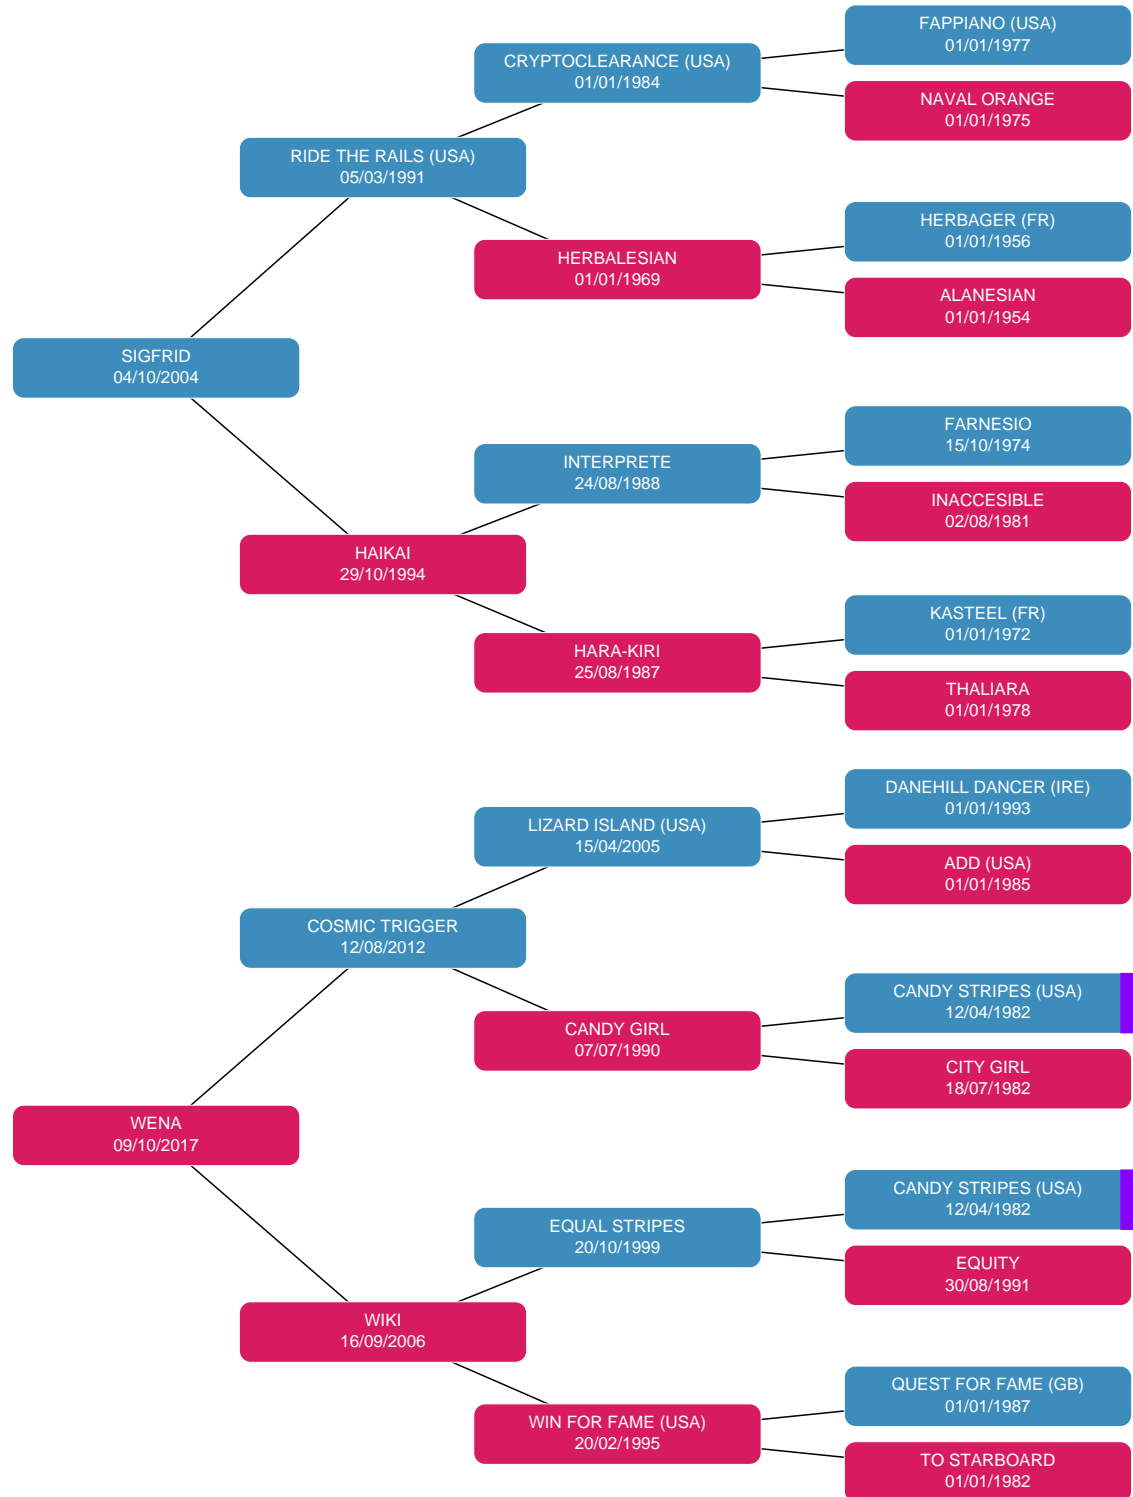 FAPPIANO (USA)
01/01/1977
CRYPTOCLEARANCE (USA)
01/01/1984
NAVAL ORANGE
01/01/1975
RIDE THE RAILS (USA)
05/03/1991
HERBAGER (FR)
01/01/1956
HERBALESIAN
01/01/1969
ALANESIAN
01/01/1954
SIGFRID
04/10/2004
FARNESIO
15/10/1974
INTERPRETE
24/08/1988
INACCESIBLE
02/08/1981
HAIKAI
29/10/1994
KASTEEL (FR)
01/01/1972
HARA-KIRI
25/08/1987
THALIARA
01/01/1978
DANEHILL DANCER (IRE)
01/01/1993
LIZARD ISLAND (USA)
15/04/2005
ADD (USA)
01/01/1985
COSMIC TRIGGER
12/08/2012
CANDY STRIPES (USA)
12/04/1982
CANDY GIRL
07/07/1990
CITY GIRL
18/07/1982
WENA
09/10/2017
CANDY STRIPES (USA)
12/04/1982
EQUAL STRIPES
20/10/1999
EQUITY
30/08/1991
WIKI
16/09/2006
QUEST FOR FAME (GB)
01/01/1987
WIN FOR FAME (USA)
20/02/1995
TO STARBOARD
01/01/1982